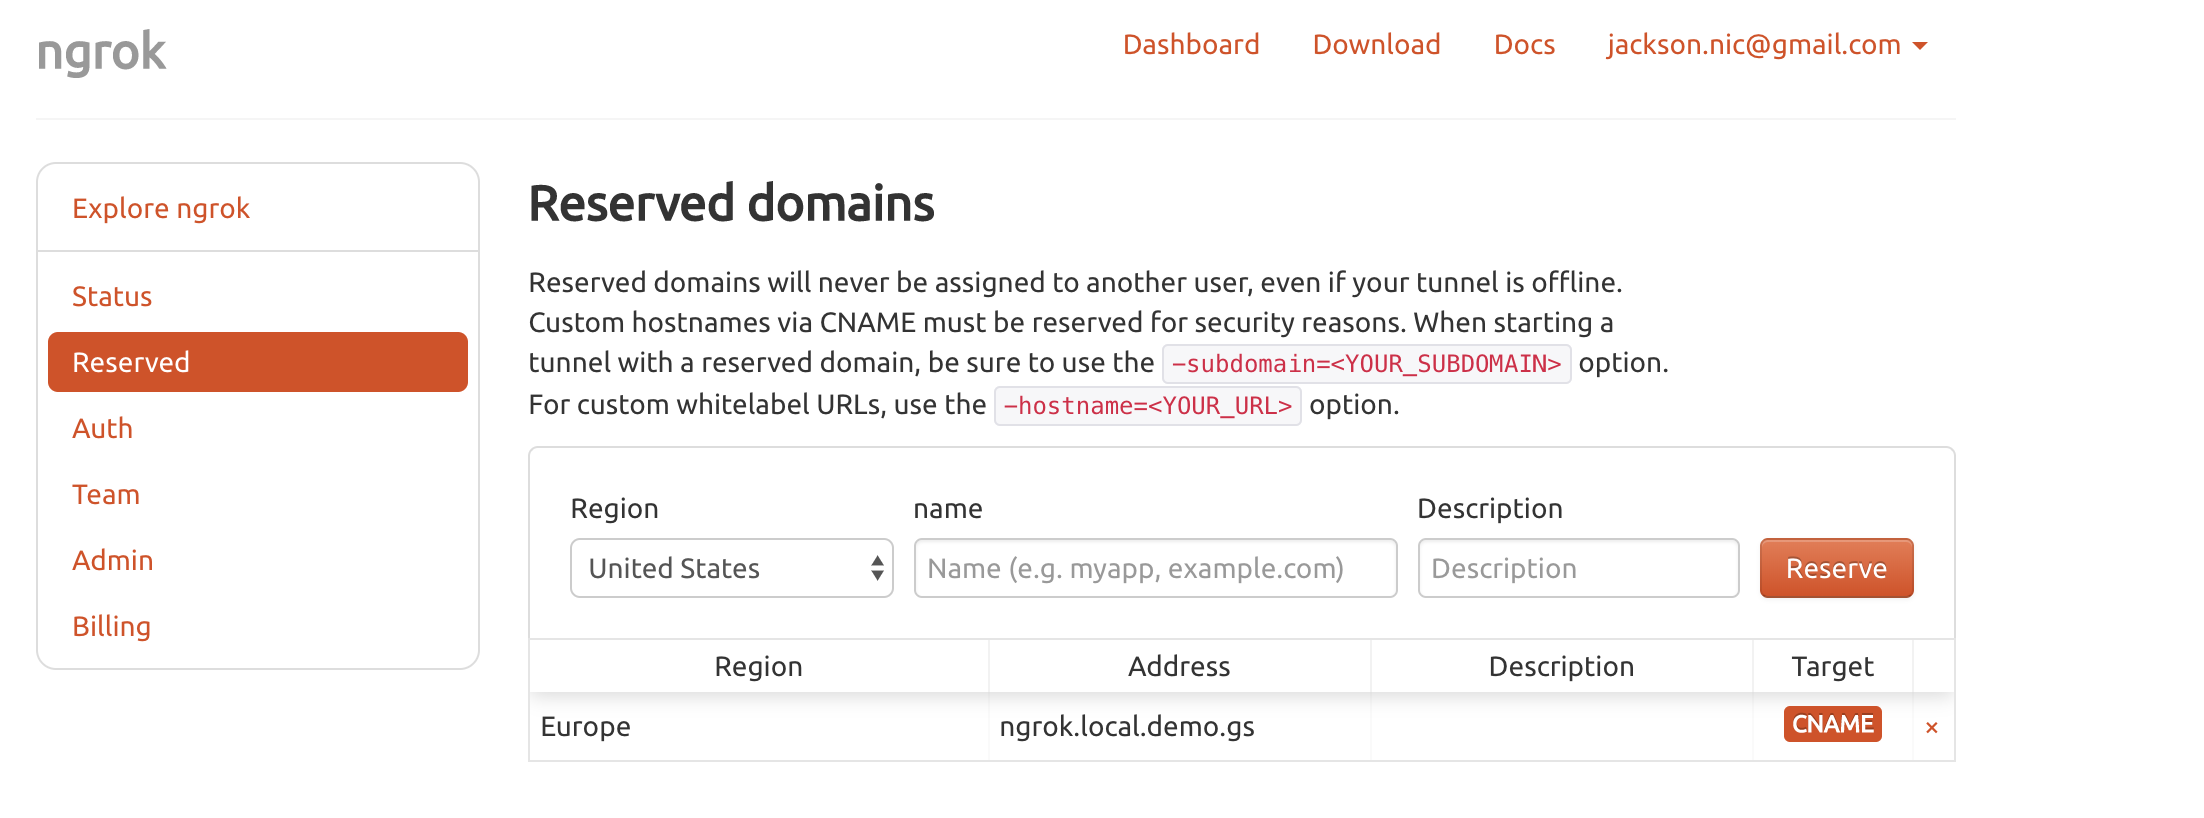 ngrok
Dashboard Download Docs jackson.nic@gmail.com
Explore ngrok
Status
Reserved
Auth
Team
Admin
Billing
Reserved domains
Reserved domains will never be assigned to another user, even if your tunnel is offline.
Custom hostnames via CNAME must be reserved for security reasons. When starting a
tunnel with a reserved domain, be sure to use the -subdomain=<YOUR_SUBDOMAIN> option.
For custom whitelabel URLs, use the -hostname=<YOUR_URL> option.
Region name Description
United States Name (e.g. myapp, example.com) Description Reserve
Region Address Description Target
Europe ngrok.local.demo.gs CNAME ×